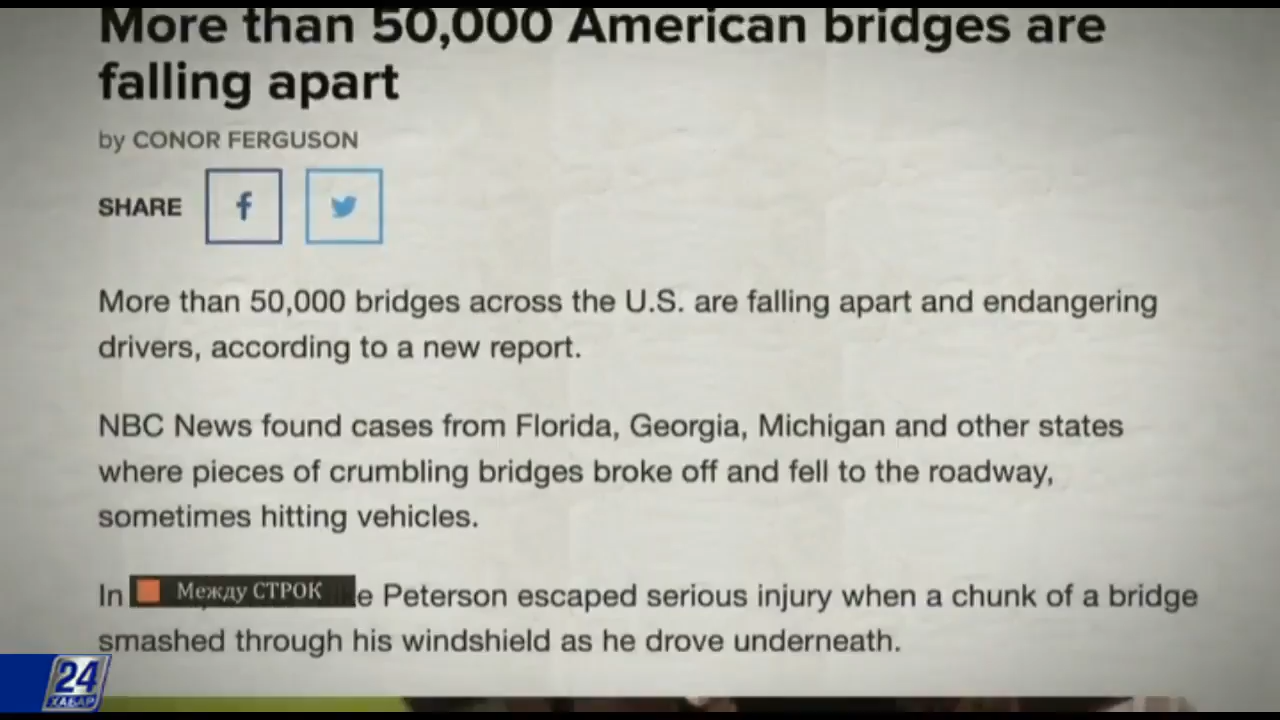 More than 50,000 American bridges are
falling apart
by CONOR FERGUSON
SHARE
More than 50,000 bridges across the U.S. are falling apart and endangering
drivers, according to a new report.
NBC News found cases from Florida, Georgia, Michigan and other states
where pieces of crumbling bridges broke off and fell to the roadway,
sometimes hitting vehicles.
In Между СТРОК Peterson escaped serious injury when a chunk of a bridge
smashed through his windshield as he drove underneath.
24
ХАБАР